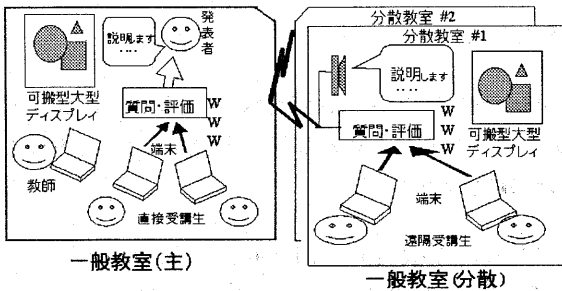 説明します
‥‥
発表者
可搬型大型
ディスプレイ
質問・評価
W
W
W
端末
教師
直接受講生
一般教室(主)
分散教室 #2
分散教室 #1
説明します
‥‥
質問・評価
W
W
W
可搬型大型
ディスプレイ
端末
遠隔受講生
一般教室(分散)